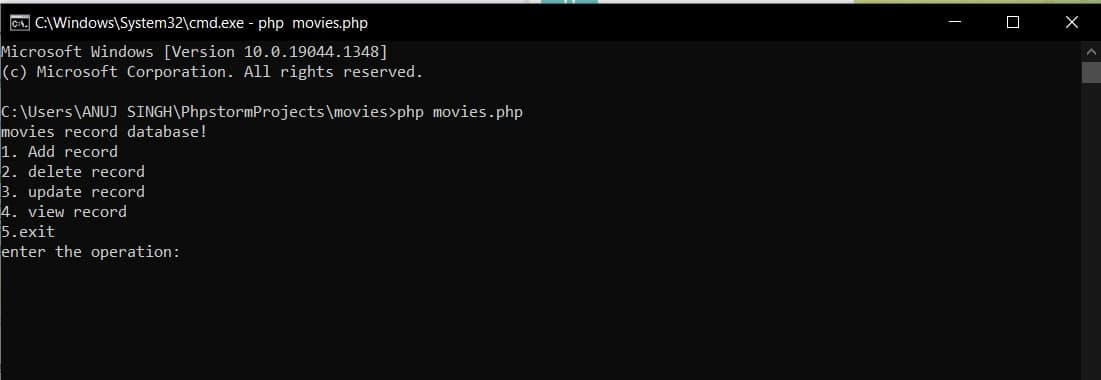 C:\Windows\System32\cmd.exe - php  movies.php
Microsoft Windows [Version 10.0.19044.1348]
(c) Microsoft Corporation. All rights reserved.
C:\Users\ANUJ SINGH\PhpstormProjects\movies>php movies.php
movies record database!
1. Add record
2. delete record
3. update record
4. view record
5.exit
enter the operation: